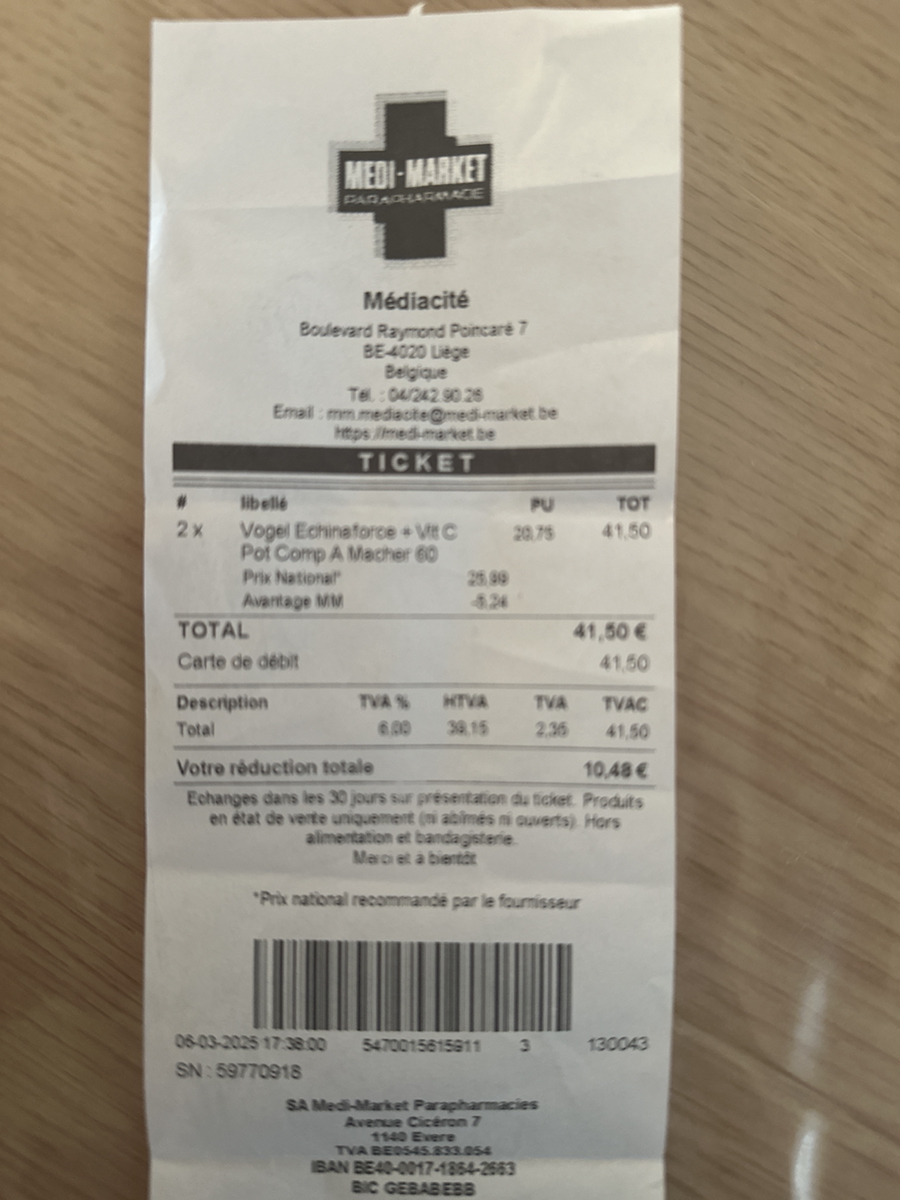 MEDI-MARKET
PARAPHARMACIE
Médiacité
Boulevard Raymond Poincaré 7
BE-4020 Liège
Belgique
Tél. : 04/242.90.26
Email : mm.mediacite@medi-market.be
https://medi-market.be
TICKET
# libellé PU TOT
2 x Vogel Echinaforce + Vit C 20,75 41,50
Pot Comp A Macher 60
Prix National* 25,99
Avantage MM -5,24
TOTAL 41,50 €
Carte de débit 41,50
Description TVA % HTVA TVA TVAC
Total 6,00 39,15 2,35 41,50
Votre réduction totale 10,48 €
Echanges dans les 30 jours sur présentation du ticket. Produits
en état de vente uniquement (ni abîmés ni ouverts). Hors
alimentation et bandagisterie.
Merci et à bientôt
*Prix national recommandé par le fournisseur
06-03-2025 17:38:00 5470015615911 3 130043
SN : 59770918
SA Medi-Market Parapharmacies
Avenue Cicéron 7
1140 Evere
TVA BE0545.833.054
IBAN BE40-0017-1864-2663
BIC GEBABEBB